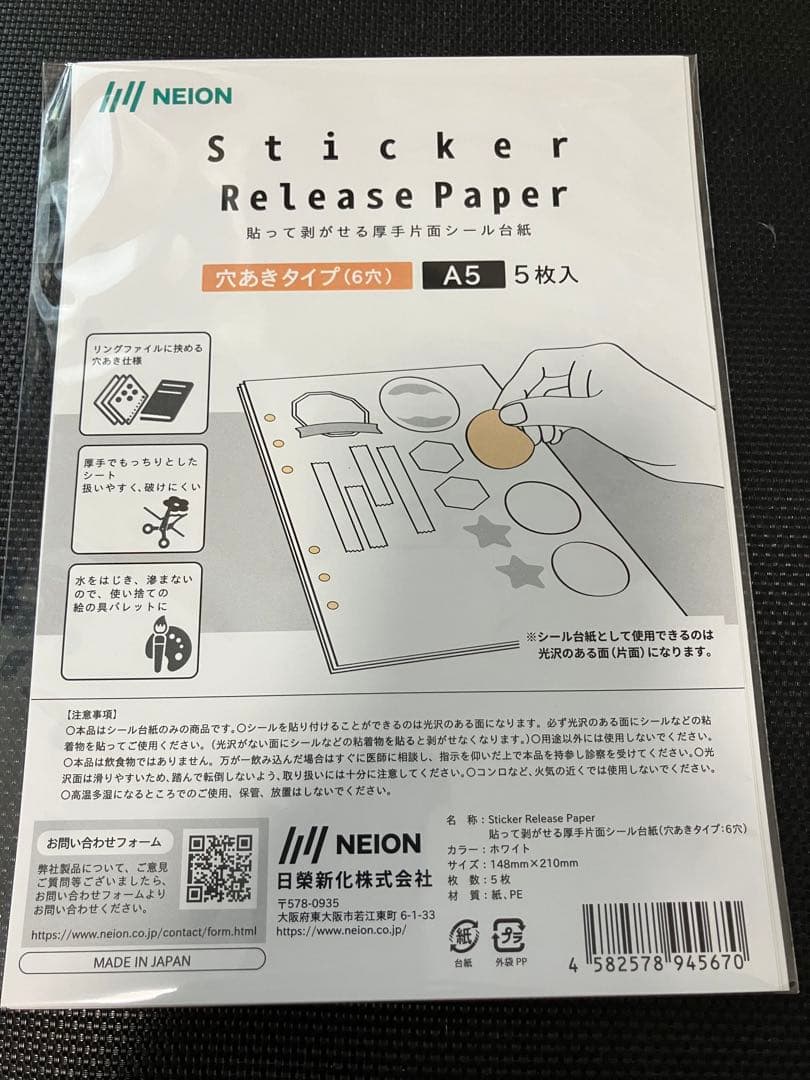 NEION
Sticker
Release Paper
貼って剥がせる厚手片面シール台紙
穴あきタイプ(6穴) A5 5枚入
リングファイルに挟める
穴あき仕様
厚手でもっちりとした
シート
扱いやすく、破けにくい
水をはじき、滲まない
ので、使い捨ての
絵の具パレットに
※シール台紙として使用できるのは
光沢のある面(片面)になります。
【注意事項】
〇本品はシール台紙のみの商品です。〇シールを貼り付けることができるのは光沢のある面になります。必ず光沢のある面にシールなどの粘
着物を貼ってご使用ください。(光沢がない面にシールなどの粘着物を貼ると剥がせなくなります。)〇用途以外には使用しないでください。
〇本品は飲食物ではありません。万が一飲み込んだ場合はすぐに医師に相談し、指示を仰いだ上で本品を持参し診察を受けてください。〇光
沢面は滑りやすいため、踏んで転倒しないよう、取り扱いには十分に注意してください。〇コンロなど、火気の近くでは使用しないでください。
〇高温多湿になるところでのご使用、保管、放置はしないでください。
お問い合わせフォーム
弊社製品について、ご意見
ご質問等ございましたら、
お問い合わせフォームより
お問い合わせください。
https://www.neion.co.jp/contact/form.html
MADE IN JAPAN
NEION
日榮新化株式会社
〒578-0935
大阪府東大阪市若江東町 6-1-33
https://www.neion.co.jp/
名 称：Sticker Release Paper
貼って剥がせる厚手片面シール台紙(穴あきタイプ：6穴)
カラー：ホワイト
サイズ：148mm×210mm
枚 数：5枚
材 質：紙、PE
紙
台紙
プラ
外袋 PP
4 582578 945670